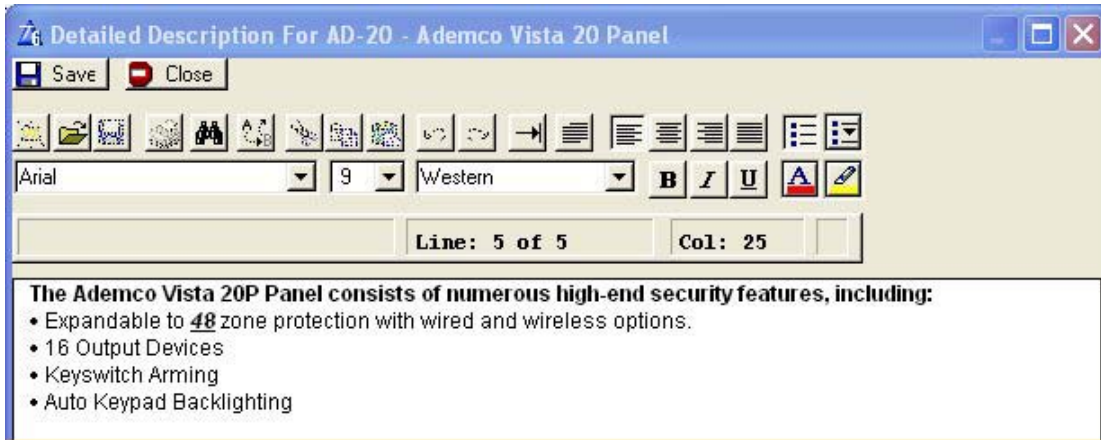 Detailed Description For AD-20 - Ademco Vista 20 Panel
Save Close
Arial 9 Western B I U A
Line: 5 of 5 Col: 25
The Ademco Vista 20P Panel consists of numerous high-end security features, including:
• Expandable to 48 zone protection with wired and wireless options.
• 16 Output Devices
• Keyswitch Arming
• Auto Keypad Backlighting